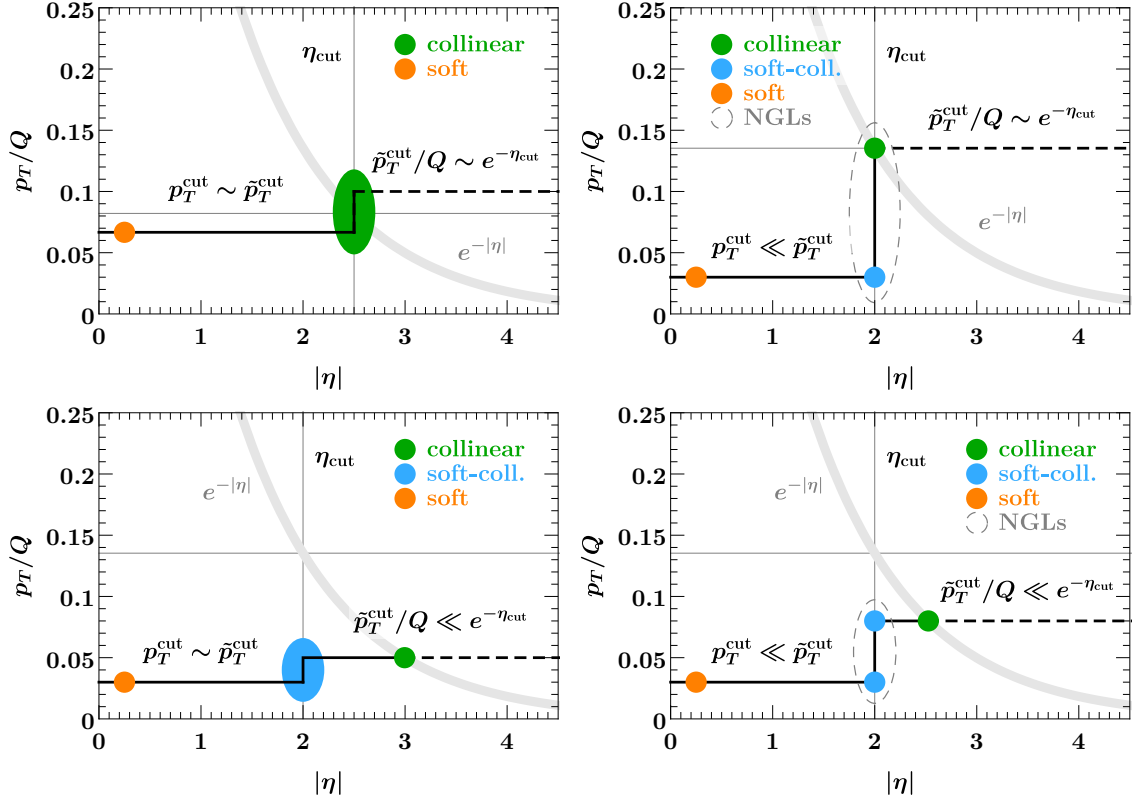 0.25
0.2
0.15
0.1
0.05
0
p_T/Q
η_cut
collinear
soft
p̃_T^cut/Q ∼ e^{−η_cut}
p_T^cut ∼ p̃_T^cut
e^{−|η|}
0 1 2 3 4
|η|
0.25
0.2
0.15
0.1
0.05
0
p_T/Q
η_cut
collinear
soft-coll.
soft
NGLs
p̃_T^cut/Q ∼ e^{−η_cut}
e^{−|η|}
p_T^cut ≪ p̃_T^cut
0 1 2 3 4
|η|
0.25
0.2
0.15
0.1
0.05
0
p_T/Q
η_cut
collinear
soft-coll.
soft
e^{−|η|}
p̃_T^cut/Q ≪ e^{−η_cut}
p_T^cut ∼ p̃_T^cut
0 1 2 3 4
|η|
0.25
0.2
0.15
0.1
0.05
0
p_T/Q
η_cut
collinear
soft-coll.
soft
NGLs
e^{−|η|}
p̃_T^cut/Q ≪ e^{−η_cut}
p_T^cut ≪ p̃_T^cut
0 1 2 3 4
|η|